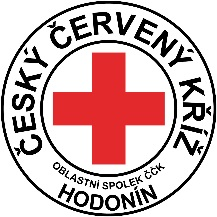 ČESKÝ ČERVENÝ KŘÍŽ
OBLASTNÍ SPOLEK ČČK
HODONÍN